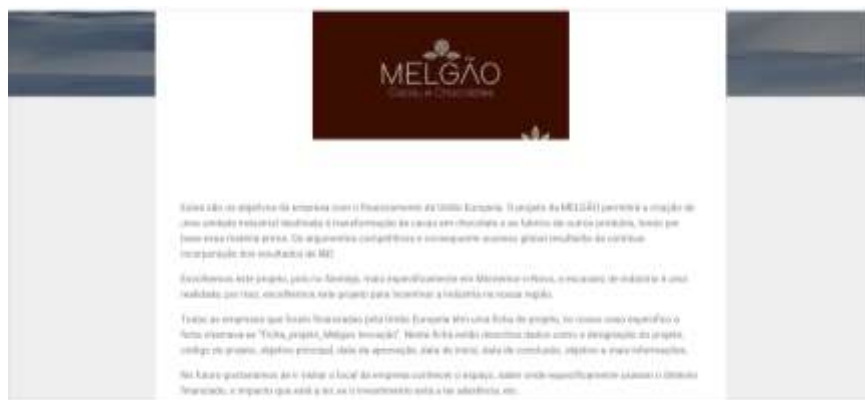 MELGÃO
Cacau e Chocolates
Estes são os objetivos da empresa com o financiamento da União Europeia. O projeto da MELGÃO permitirá a criação de
uma unidade industrial destinada à transformação de cacau em chocolate e ao fabrico de outros produtos, tendo por
base essa matéria prima. Os argumentos competitivos e consequente sucesso global resultarão da contínua
incorporação dos resultados de I&D.
Escolhemos este projeto, pois no Alentejo, mais especificamente em Montemor-o-Novo, a escassez de indústria é uma
realidade, por isso, escolhemos este projeto para incentivar a indústria na nossa região.
Todas as empresas que foram financiadas pela União Europeia têm uma ficha de projeto, no nosso caso específico a
ficha chamava-se "Ficha_projeto_Melgao Inovação". Nesta ficha estão descritos dados como a designação do projeto,
código do projeto, objetivo principal, data da aprovação, data de início, data de conclusão, objetivo e mais informações.
No futuro gostaríamos de ir visitar o local da empresa conhecer o espaço, saber onde especificamente usaram o dinheiro
financiado, o impacto que está a ter, se o investimento está a ter aderência, etc.